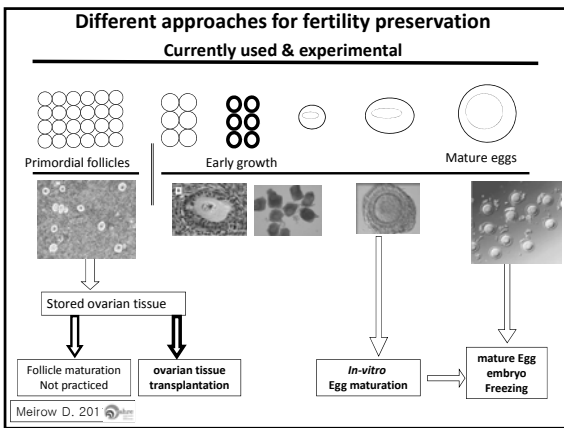 Different approaches for fertility preservation
Currently used & experimental
Primordial follicles
Early growth
Mature eggs
Stored ovarian tissue
Follicle maturation
Not practiced
ovarian tissue
transplantation
In-vitro
Egg maturation
mature Egg
embryo
Freezing
Meirow D. 201